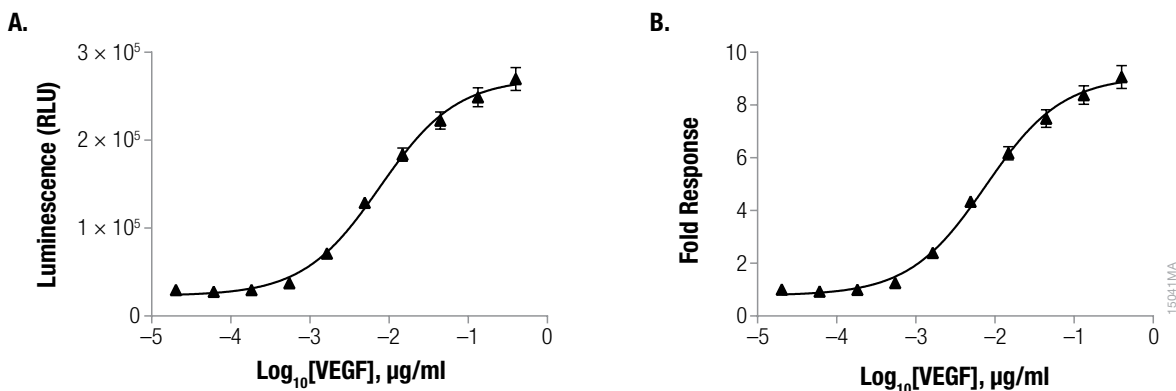 A.
Luminescence (RLU)
3 × 10⁵
2 × 10⁵
1 × 10⁵
0
–5
–4
–3
–2
–1
0
Log₁₀[VEGF], µg/ml
B.
Fold Response
10
8
6
4
2
0
–5
–4
–3
–2
–1
0
Log₁₀[VEGF], µg/ml
15041MA